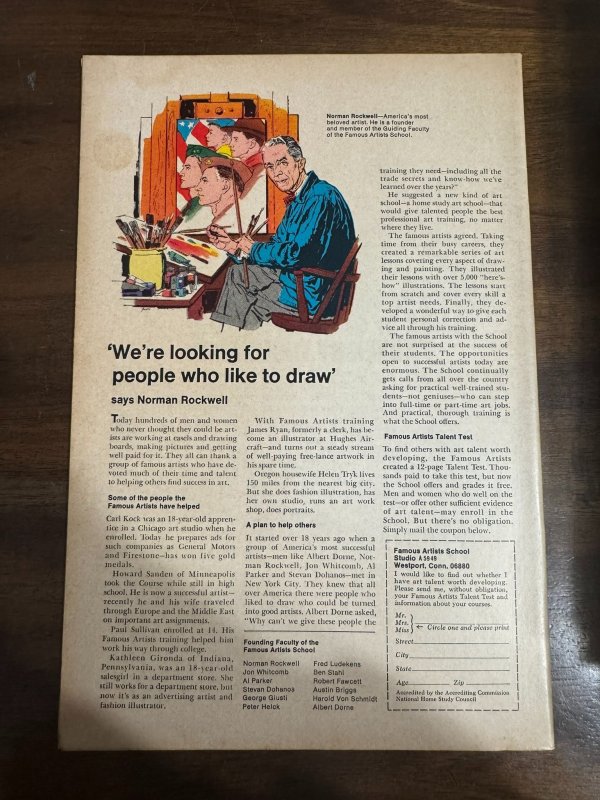 Norman Rockwell—America's most
beloved artist. He is a founder
and member of the Guiding Faculty
of the Famous Artists School.
'We're looking for
people who like to draw'
says Norman Rockwell
Today hundreds of men and women
who never thought they could be art-
ists are working at easels and drawing
boards, making pictures and getting
well paid for it. They all can thank a
group of famous artists who have de-
voted much of their time and talent
to helping others find success in art.
Some of the people the
Famous Artists have helped
Carl Kock was an 18-year-old appren-
tice in a Chicago art studio when he
enrolled. Today he prepares ads for
such companies as General Motors
and Firestone—has won five gold
medals.
Howard Sanden of Minneapolis
took the Course while still in high
school. He is now a successful artist—
recently he and his wife traveled
through Europe and the Middle East
on important art assignments.
Paul Sullivan enrolled at 14. His
Famous Artists training helped him
work his way through college.
Kathleen Gironda of Indiana,
Pennsylvania, was an 18-year-old
salesgirl in a department store. She
still works for a department store, but
now it's as an advertising artist and
fashion illustrator.
With Famous Artists training
James Ryan, formerly a clerk, has be-
come an illustrator at Hughes Air-
craft—and turns out a steady stream
of well-paying free-lance artwork in
his spare time.
Oregon housewife Helen Tryk lives
150 miles from the nearest big city.
But she does fashion illustration, has
her own studio, runs an art work
shop, does portraits.
A plan to help others
It started over 18 years ago when a
group of America's most successful
artists—men like Albert Dorne, Nor-
man Rockwell, Jon Whitcomb, Al
Parker and Stevan Dohanos—met in
New York City. They knew that all
over America there were people who
liked to draw who could be turned
into good artists. Albert Dorne asked,
"Why can't we give these people the
Founding Faculty of the
Famous Artists School
Norman Rockwell
Jon Whitcomb
Al Parker
Stevan Dohanos
George Giusti
Peter Helck
Fred Ludekens
Ben Stahl
Robert Fawcett
Austin Briggs
Harold Von Schmidt
Albert Dorne
training they need—including all the
trade secrets and know-how we've
learned over the years?"
He suggested a new kind of art
school—a home study art school—that
would give talented people the best
professional art training, no matter
where they live.
The famous artists agreed. Taking
time from their busy careers, they
created a remarkable series of art
lessons covering every aspect of draw-
ing and painting. They illustrated
their lessons with over 5,000 "here's-
how" illustrations. The lessons start
from scratch and cover every skill a
top artist needs. Finally, they de-
veloped a wonderful way to give each
student personal correction and ad-
vice all through his training.
The famous artists with the School
are not surprised at the success of
their students. The opportunities
open to successful artists today are
enormous. The School continually
gets calls from all over the country
asking for practical well-trained stu-
dents—not geniuses—who can step
into full-time or part-time art jobs.
And practical, thorough training is
what the School offers.
Famous Artists Talent Test
To find others with art talent worth
developing, the Famous Artists
created a 12-page Talent Test. Thou-
sands paid to take this test, but now
the School offers and grades it free.
Men and women who do well on the
test—or offer other sufficient evidence
of art talent—may enroll in the
School. But there's no obligation.
Simply mail the coupon below.
Famous Artists School
Studio A 5949
Westport, Conn. 06880
I would like to find out whether I
have art talent worth developing.
Please send me, without obligation,
your Famous Artists Talent Test and
information about your courses.
Mr.
Mrs. ← Circle one and please print
Miss
Street
City
State
Age Zip
Accredited by the Accrediting Commission
National Home Study Council